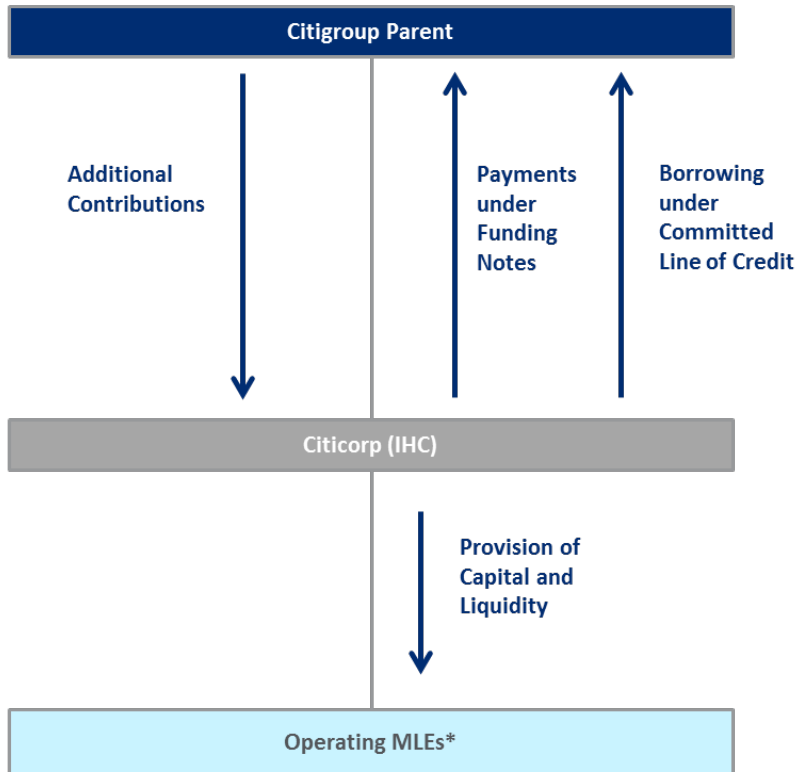 Citigroup Parent
Additional
Contributions
Payments
under
Funding
Notes
Borrowing
under
Committed
Line of Credit
Citicorp (IHC)
Provision of
Capital and
Liquidity
Operating MLEs*